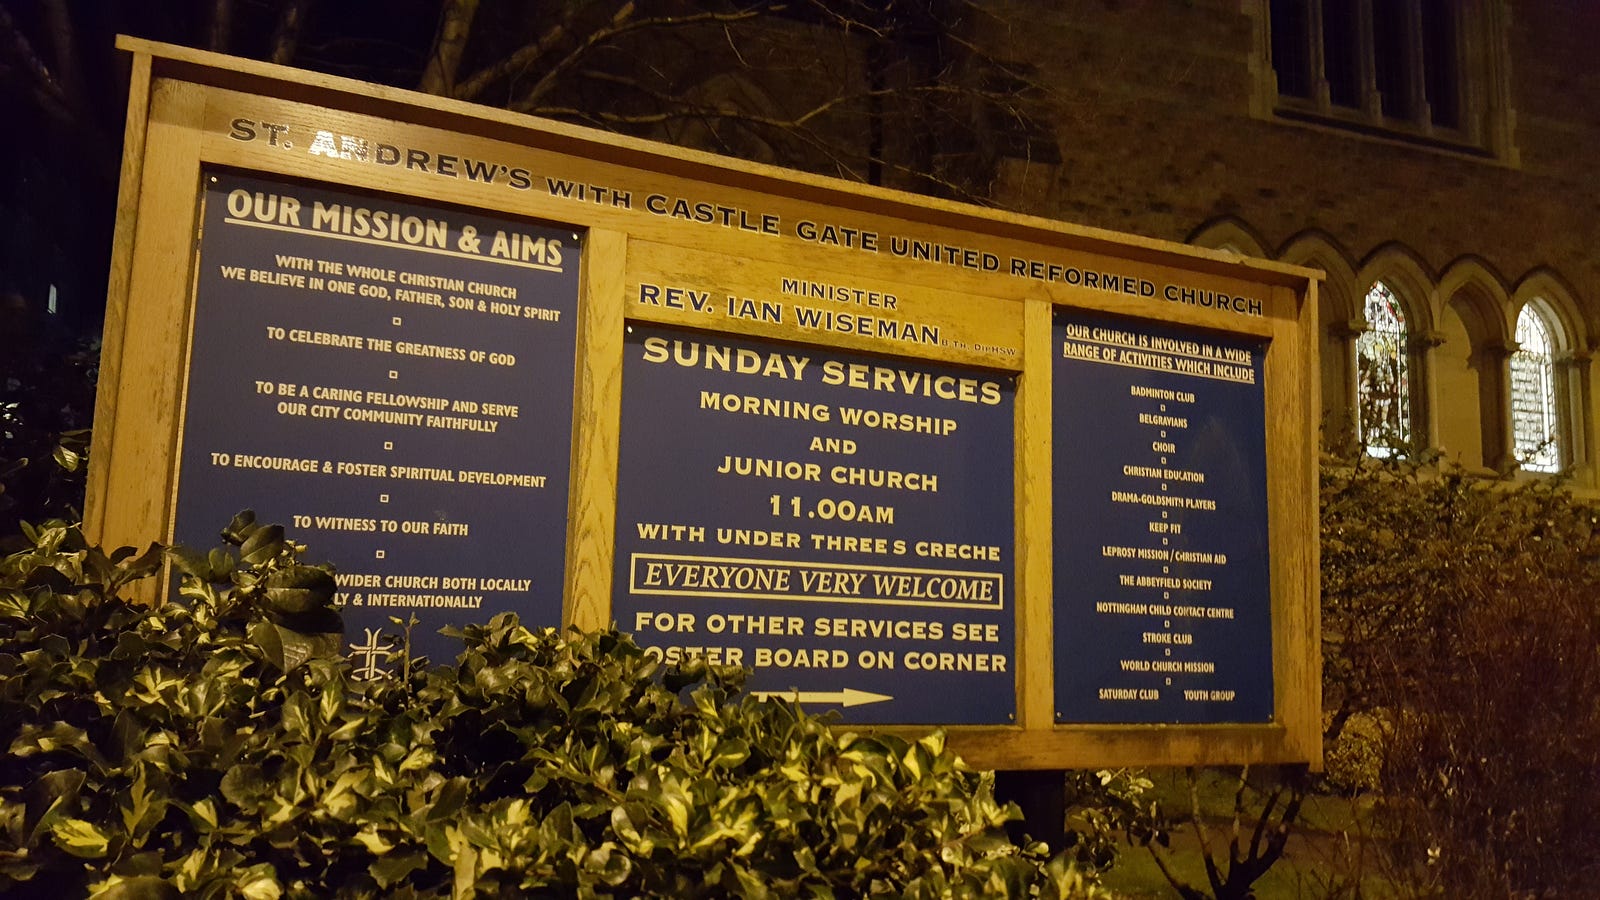 ST. ANDREW'S WITH CASTLE GATE UNITED REFORMED CHURCH
OUR MISSION & AIMS
WITH THE WHOLE CHRISTIAN CHURCH
WE BELIEVE IN ONE GOD, FATHER, SON & HOLY SPIRIT
TO CELEBRATE THE GREATNESS OF GOD
TO BE A CARING FELLOWSHIP AND SERVE
OUR CITY COMMUNITY FAITHFULLY
TO ENCOURAGE & FOSTER SPIRITUAL DEVELOPMENT
TO WITNESS TO OUR FAITH
WIDER CHURCH BOTH LOCALLY
& INTERNATIONALLY
MINISTER
REV. IAN WISEMAN B TH. DIPHSW
SUNDAY SERVICES
MORNING WORSHIP
AND
JUNIOR CHURCH
11.00AM
WITH UNDER THREES CRECHE
EVERYONE VERY WELCOME
FOR OTHER SERVICES SEE
POSTER BOARD ON CORNER
OUR CHURCH IS INVOLVED IN A WIDE
RANGE OF ACTIVITIES WHICH INCLUDE
BADMINTON CLUB
BELGRAVIANS
CHOIR
CHRISTIAN EDUCATION
DRAMA-GOLDSMITH PLAYERS
KEEP FIT
LEPROSY MISSION / CHRISTIAN AID
THE ABBEYFIELD SOCIETY
NOTTINGHAM CHILD CONTACT CENTRE
STROKE CLUB
WORLD CHURCH MISSION
SATURDAY CLUB YOUTH GROUP